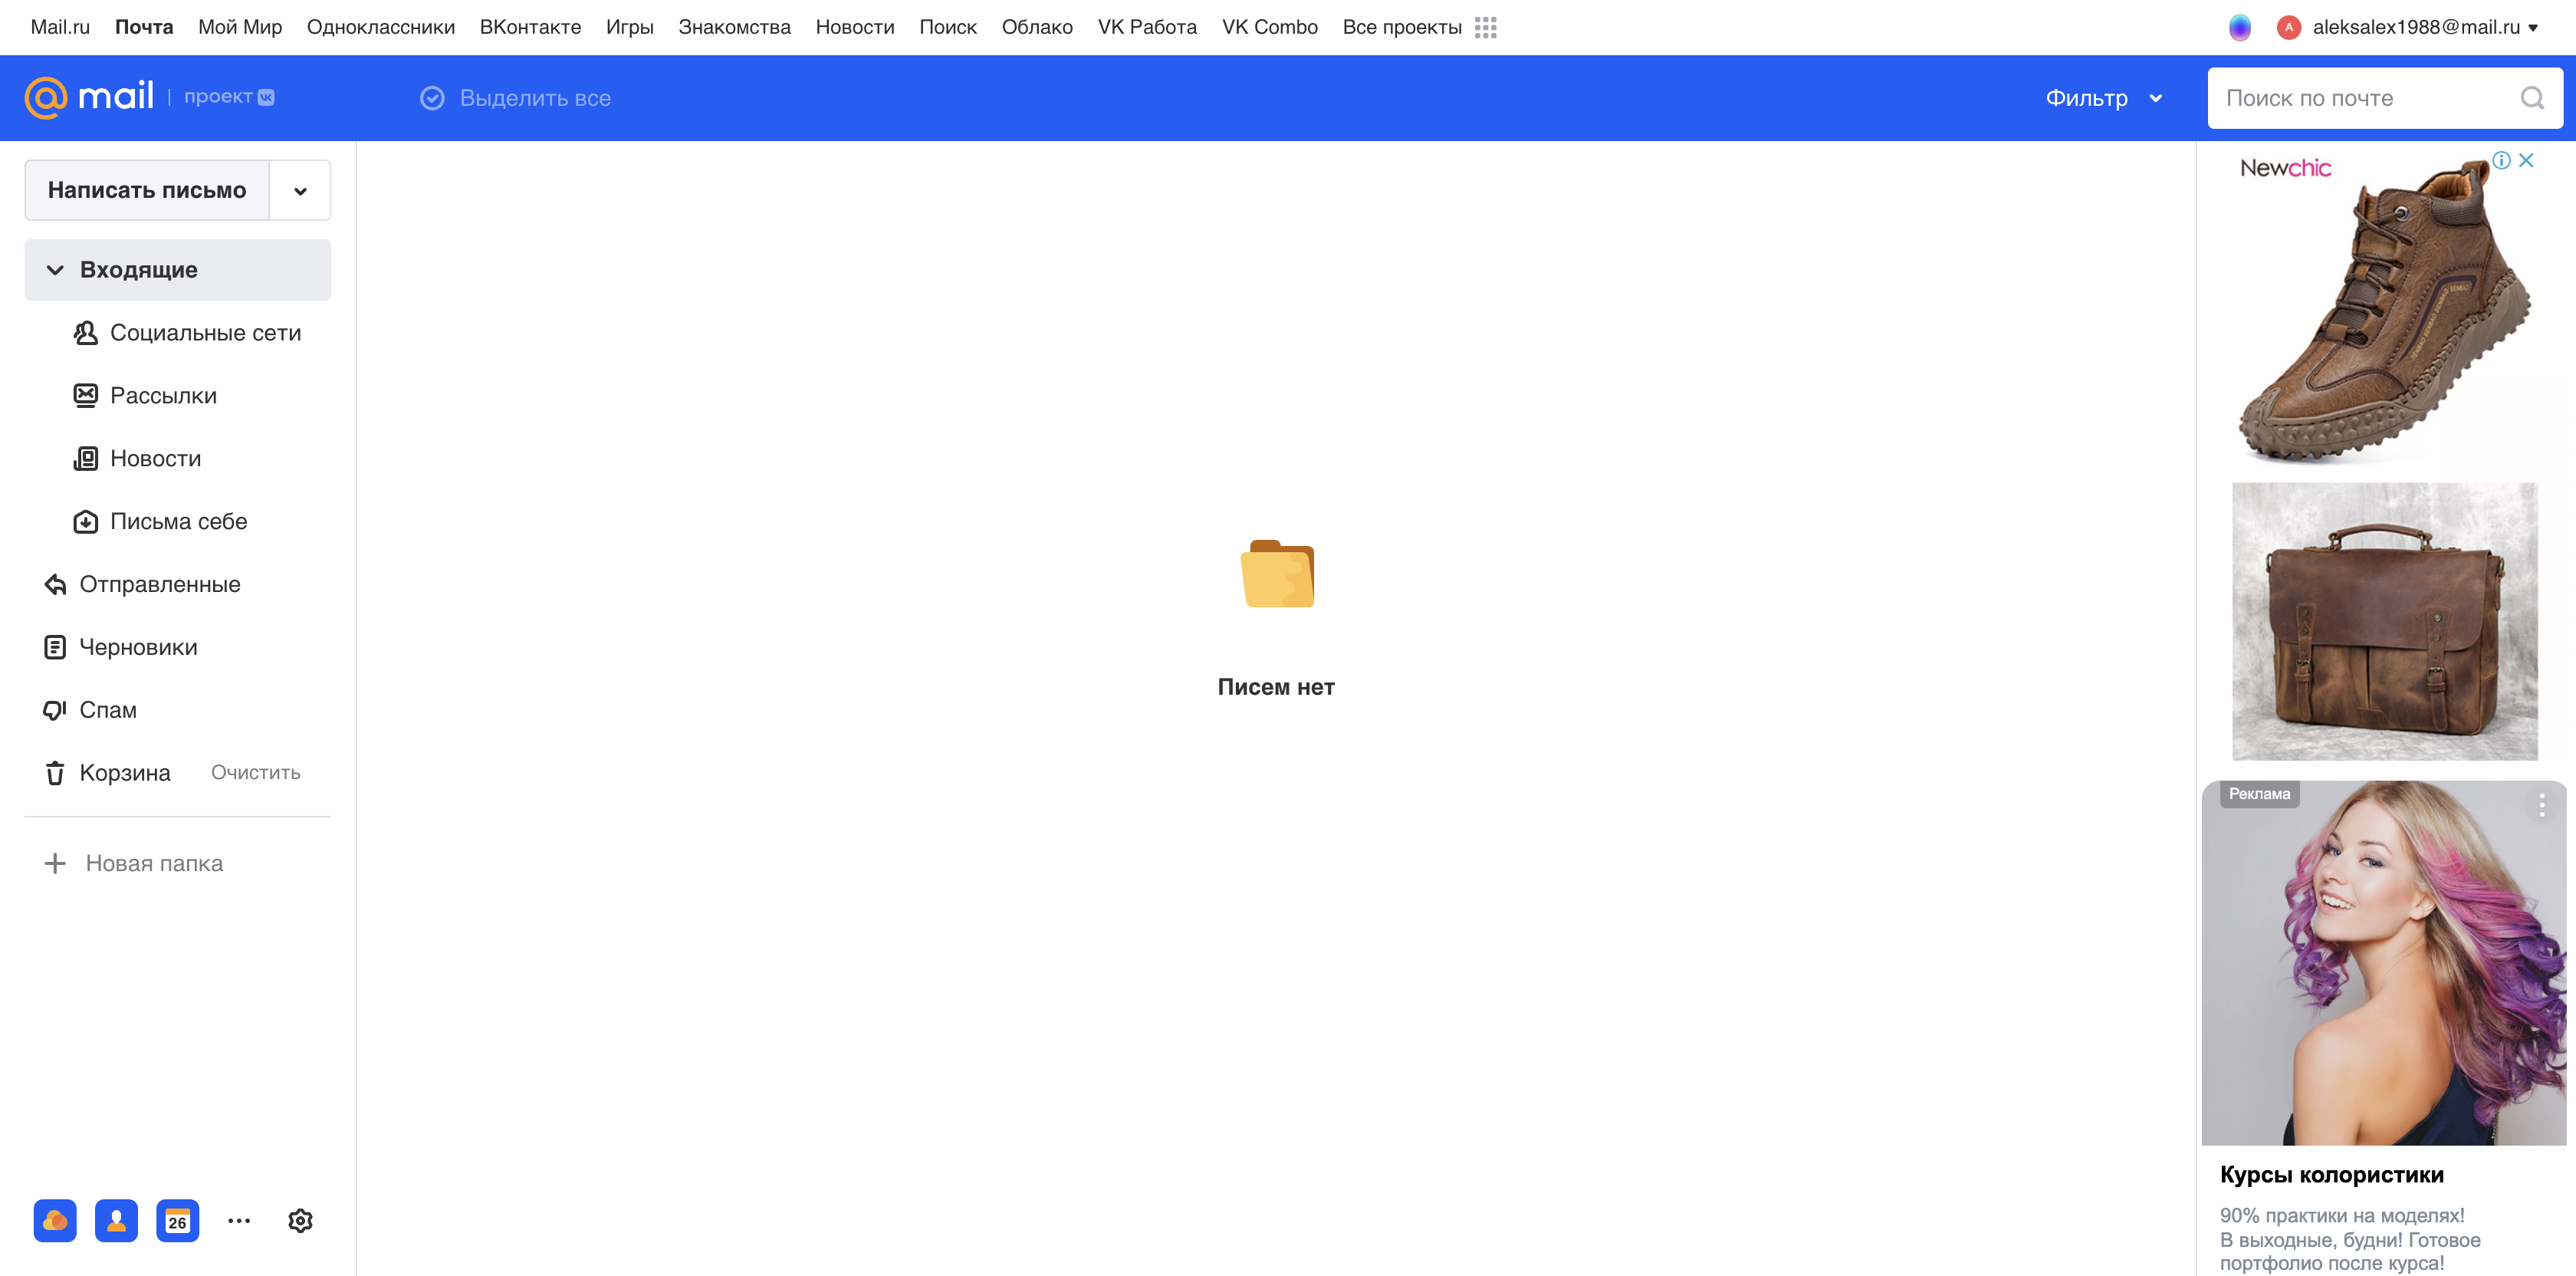 Mail.ru Почта Мой Мир Одноклассники ВКонтакте Игры Знакомства Новости Поиск Облако VK Работа VK Combo Все проекты
A aleksalex1988@mail.ru
@mail | проект VK
Выделить все
Фильтр
Поиск по почте
Написать письмо
Входящие
Социальные сети
Рассылки
Новости
Письма себе
Отправленные
Черновики
Спам
Корзина Очистить
Новая папка
26
Писем нет
Newchic
Реклама
Курсы колористики
90% практики на моделях!
В выходные, будни! Готовое
портфолио после курса!